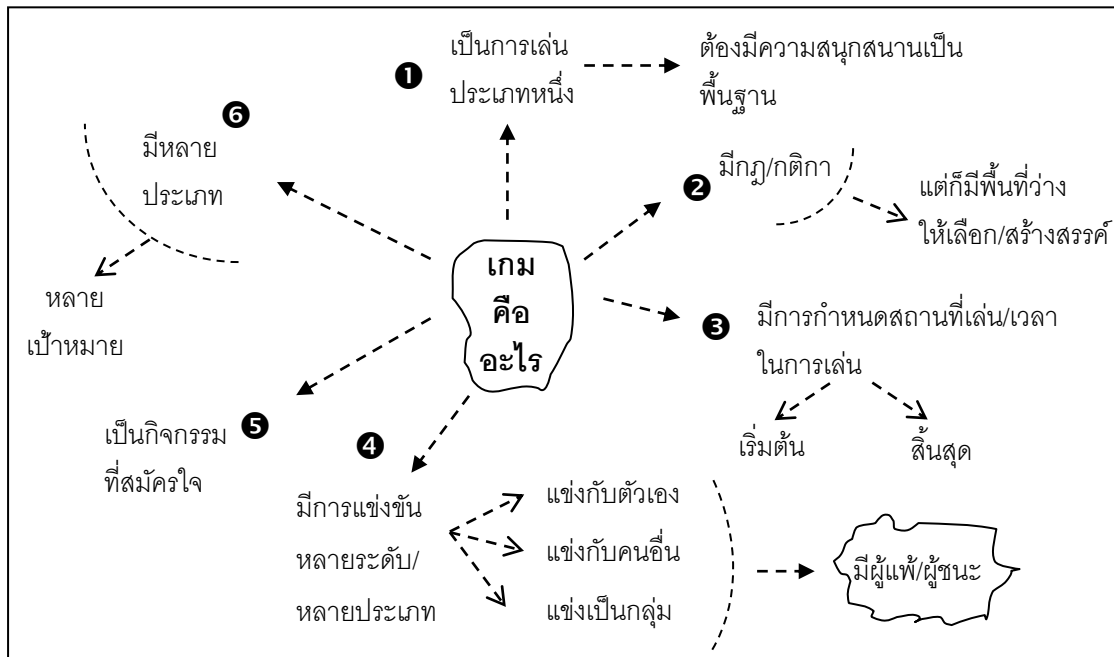 เกม
คือ
อะไร
❶
เป็นการเล่น
ประเภทหนึ่ง
ต้องมีความสนุกสนานเป็น
พื้นฐาน
❷
มีกฎ/กติกา
แต่ก็มีพื้นที่ว่าง
ให้เลือก/สร้างสรรค์
❸
มีการกำหนดสถานที่เล่น/เวลา
ในการเล่น
เริ่มต้น
สิ้นสุด
❹
มีการแข่งขัน
หลายระดับ/
หลายประเภท
แข่งกับตัวเอง
แข่งกับคนอื่น
แข่งเป็นกลุ่ม
มีผู้แพ้/ผู้ชนะ
❺
เป็นกิจกรรม
ที่สมัครใจ
❻
มีหลาย
ประเภท
หลาย
เป้าหมาย